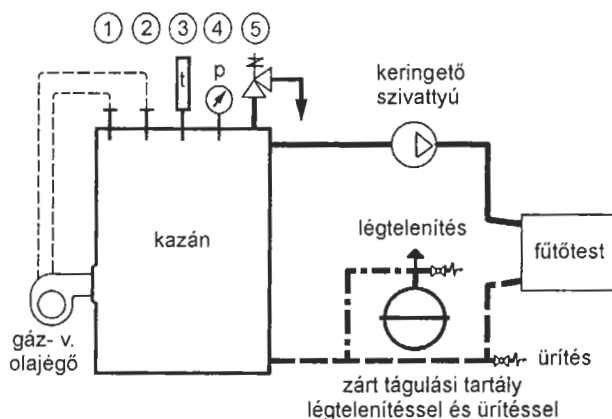 1 2 3 4 5
t
p
keringető
szivattyú
kazán
légtelenítés
fűtőtest
gáz- v.
olajégő
ürítés
zárt tágulási tartály
légtelenítéssel és ürítéssel